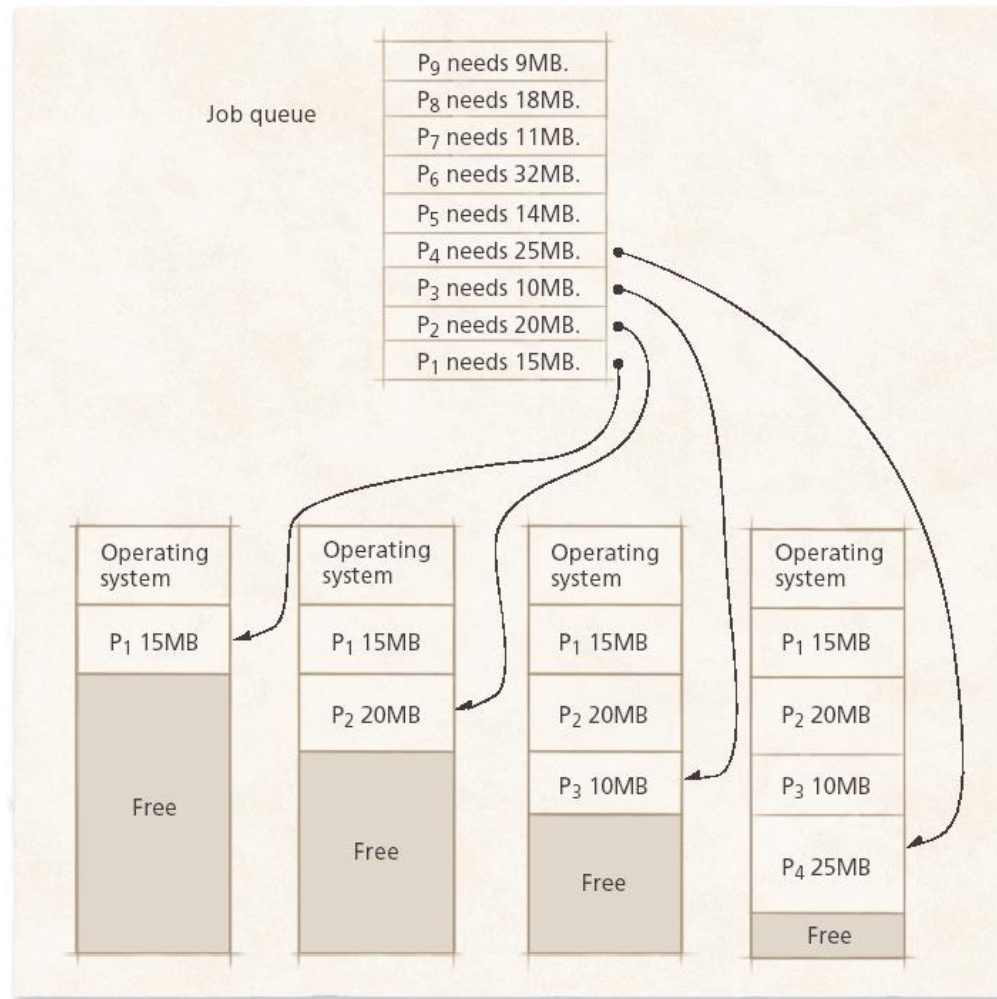 Job queue
P₉ needs 9MB.
P₈ needs 18MB.
P₇ needs 11MB.
P₆ needs 32MB.
P₅ needs 14MB.
P₄ needs 25MB.
P₃ needs 10MB.
P₂ needs 20MB.
P₁ needs 15MB.
Operating
system
P₁ 15MB
Free
Operating
system
P₁ 15MB
P₂ 20MB
Free
Operating
system
P₁ 15MB
P₂ 20MB
P₃ 10MB
Free
Operating
system
P₁ 15MB
P₂ 20MB
P₃ 10MB
P₄ 25MB
Free